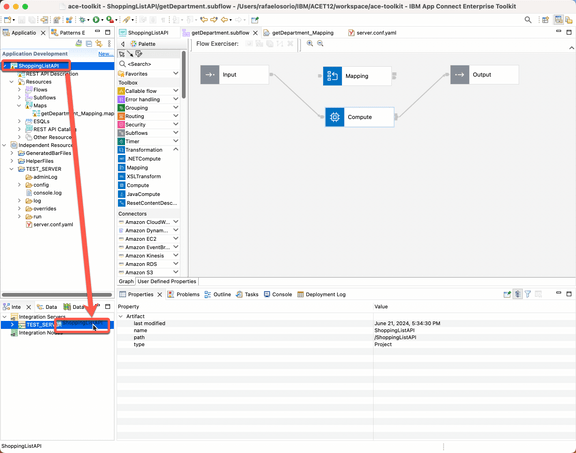 ace-toolkit - ShoppingListAPI/getDepartment.subflow - /Users/rafaelosorio/IBM/ACET12/workspace/ace-toolkit - IBM App Connect Enterprise Toolkit
Applicatio
Patterns E
Application Development
New...
ShoppingListAPI
REST API Description
Resources
Flows
Subflows
Maps
getDepartment_Mapping.map
ESQLs
REST API Catalog
Other Resources
Independent Resources
GeneratedBarFiles
HelperFiles
TEST_SERVER
adminLog
config
console.log
log
overrides
run
server.conf.yaml
Inte
Data
Data
Integration Servers
TEST_SERV
Integration Nodes
ShoppingListAPI
getDepartment.subflow
getDepartment_Mapping
server.conf.yaml
Palette
Flow Exerciser:
<Search>
Favorites
Toolbox
Callable flow
Error handling
Grouping
Routing
Security
Subflows
Timer
Transformation
.NETCompute
Mapping
XSLTransform
Compute
JavaCompute
ResetContentDesc...
Connectors
Amazon CloudW...
Amazon Dynam...
Amazon EC2
Amazon EventBr...
Amazon Kinesis
Amazon RDS
Amazon S3
Input
Mapping
Compute
Output
Graph
User Defined Properties
Properties
Problems
Outline
Tasks
Console
Deployment Log
Property
Value
Artifact
last modified
June 21, 2024, 5:34:30 PM
name
ShoppingListAPI
path
/ShoppingListAPI
type
Project
ShoppingListAPI